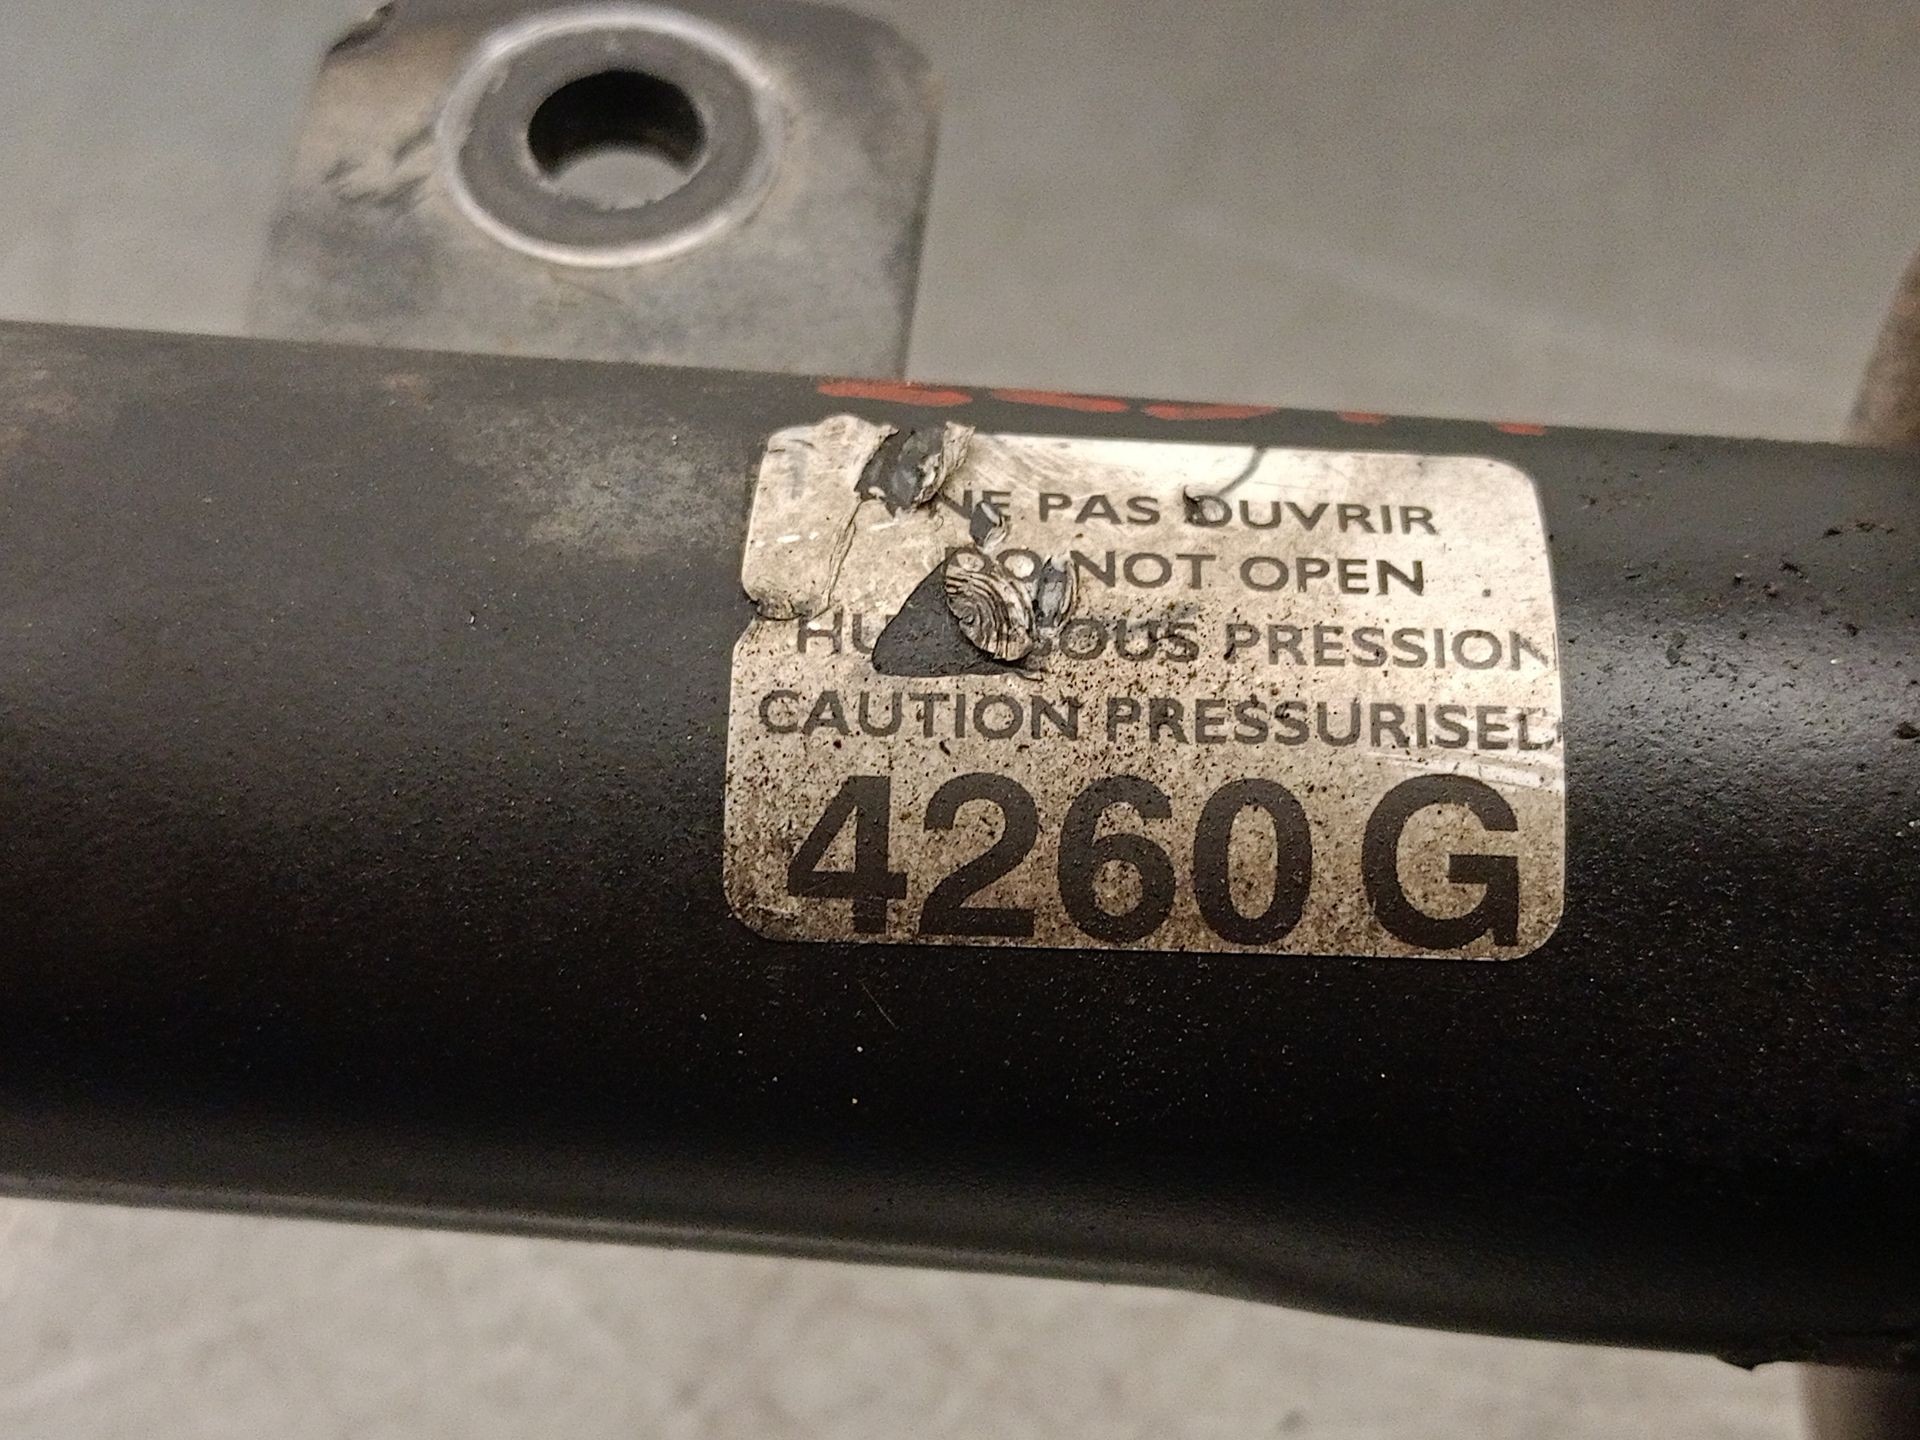 NE PAS OUVRIR
DO NOT OPEN
SOUS PRESSION
CAUTION PRESSURISED
4260 G